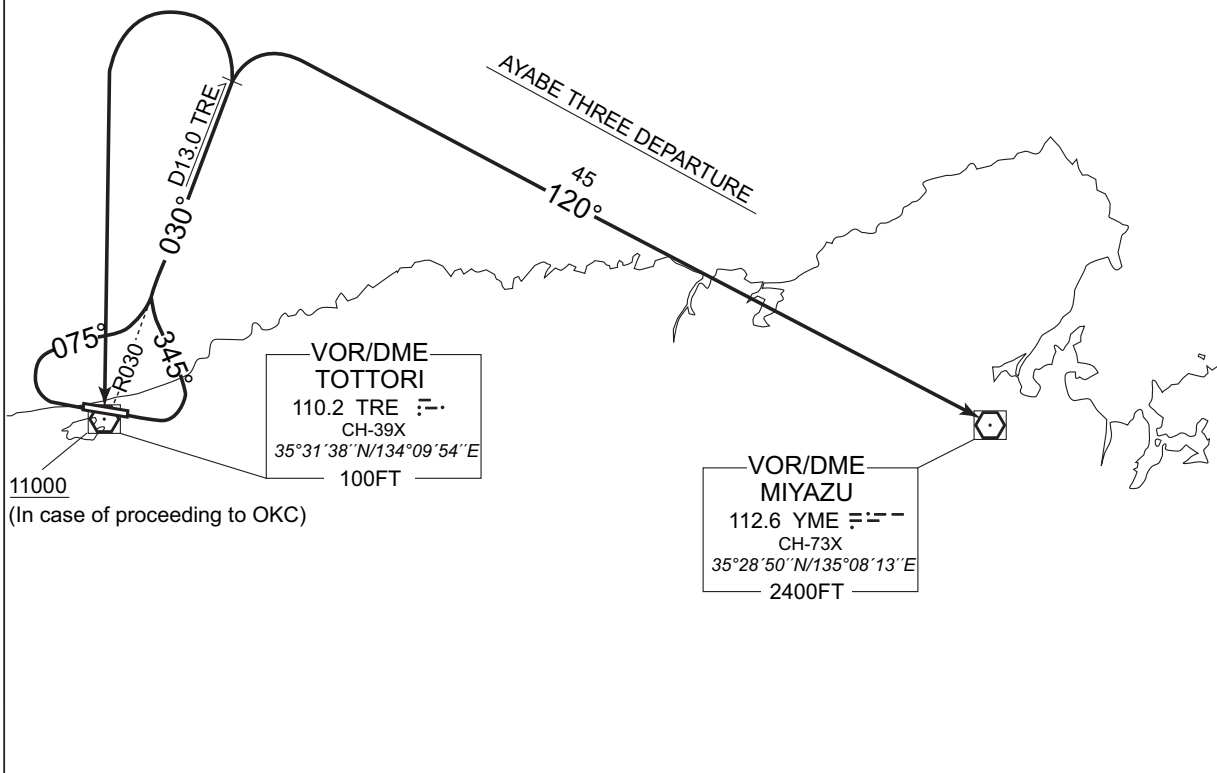 AYABE THREE DEPARTURE
D13.0 TRE
030°
45
120°
075°
345°
R030
VOR/DME
TOTTORI
110.2 TRE
CH-39X
35°31´38´´N/134°09´54´´E
100FT
11000
(In case of proceeding to OKC)
VOR/DME
MIYAZU
112.6 YME
CH-73X
35°28´50´´N/135°08´13´´E
2400FT